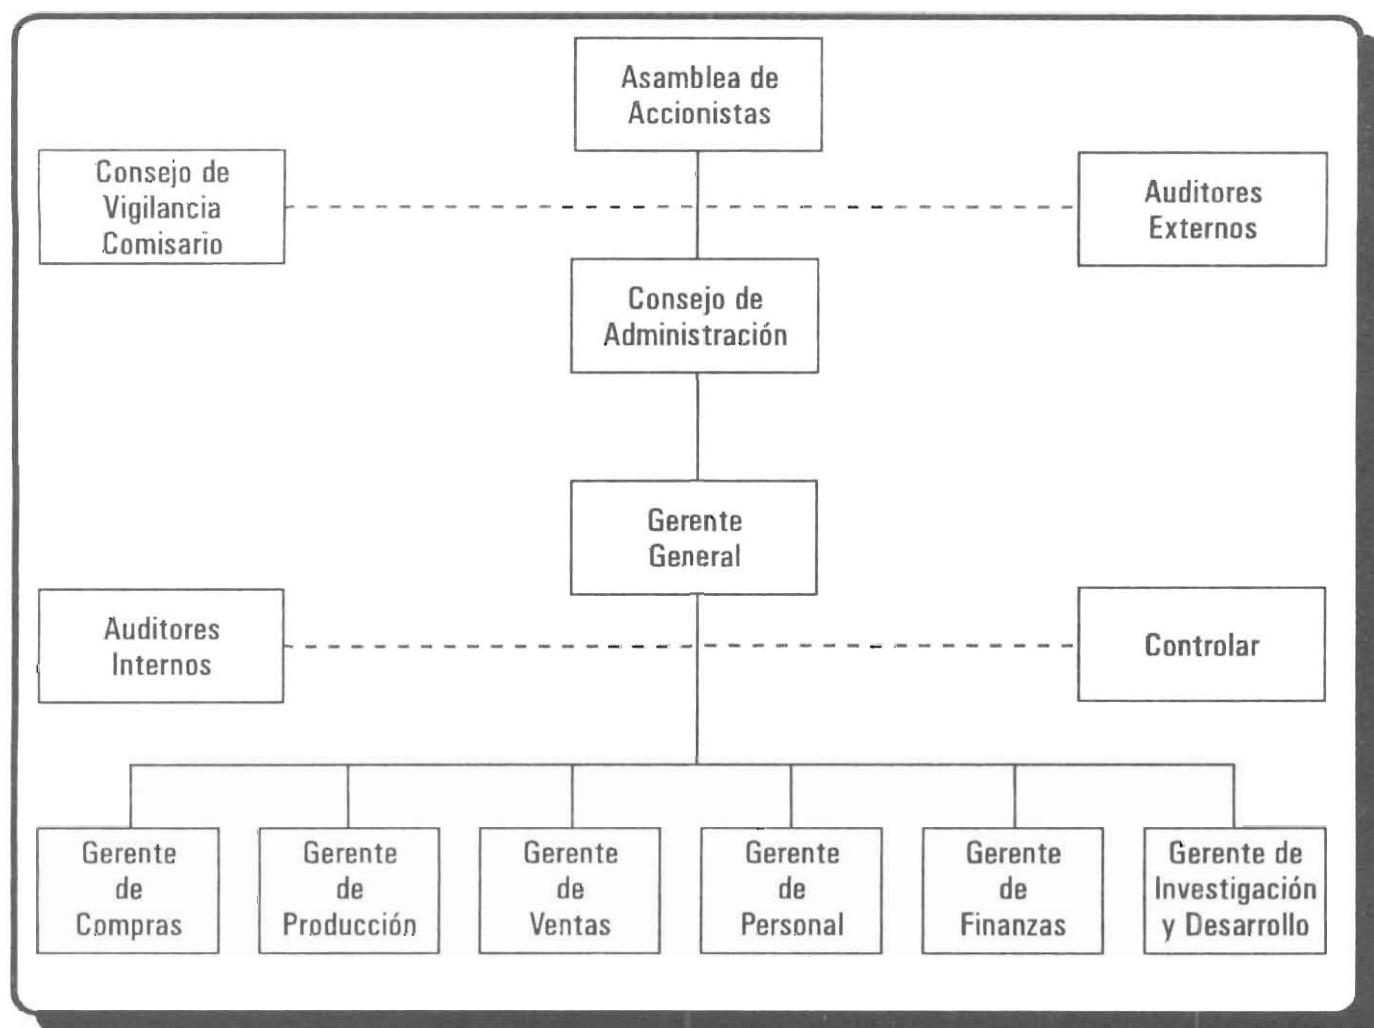 Asamblea de
Accionistas
Consejo de
Vigilancia
Comisario
Auditores
Externos
Consejo de
Administración
Gerente
General
Auditores
Internos
Controlar
Gerente
de
Compras
Gerente
de
Producción
Gerente
de
Ventas
Gerente
de
Personal
Gerente
de
Finanzas
Gerente de
Investigación
y Desarrollo